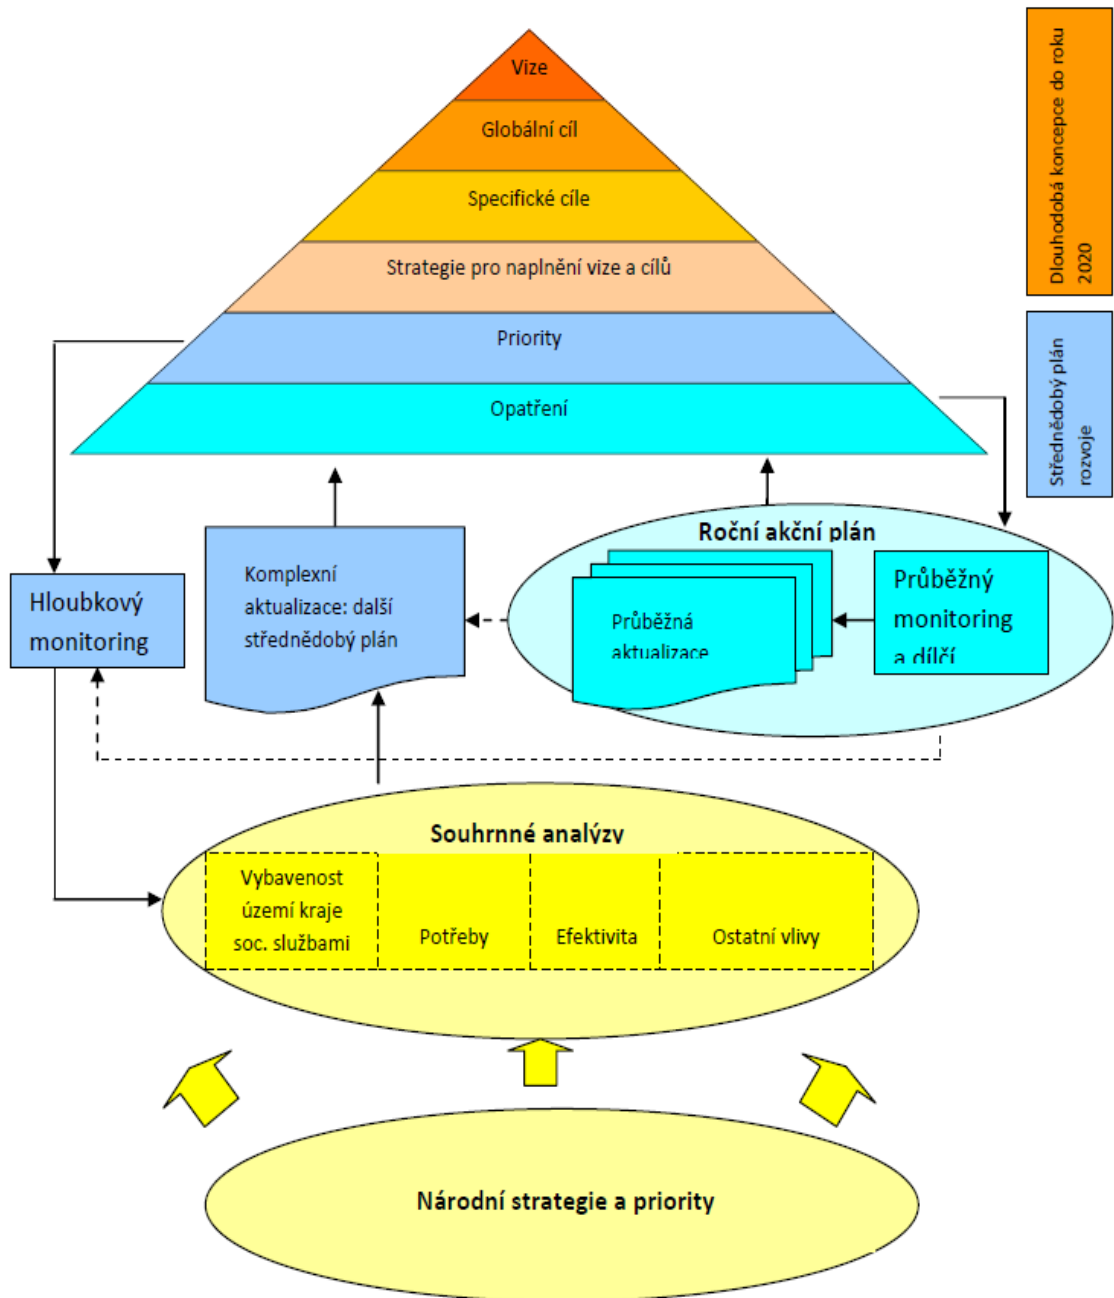 Vize
Globální cíl
Specifické cíle
Strategie pro naplnění vize a cílů
Priority
Opatření
Dlouhodobá koncepce do roku
2020
Střednědobý plán
rozvoje
Hloubkový
monitoring
Komplexní
aktualizace: další
střednědobý plán
Roční akční plán
Průběžná
aktualizace
Průběžný
monitoring
a dílčí
Souhrnné analýzy
Vybavenost
území kraje
soc. službami
Potřeby
Efektivita
Ostatní vlivy
Národní strategie a priority